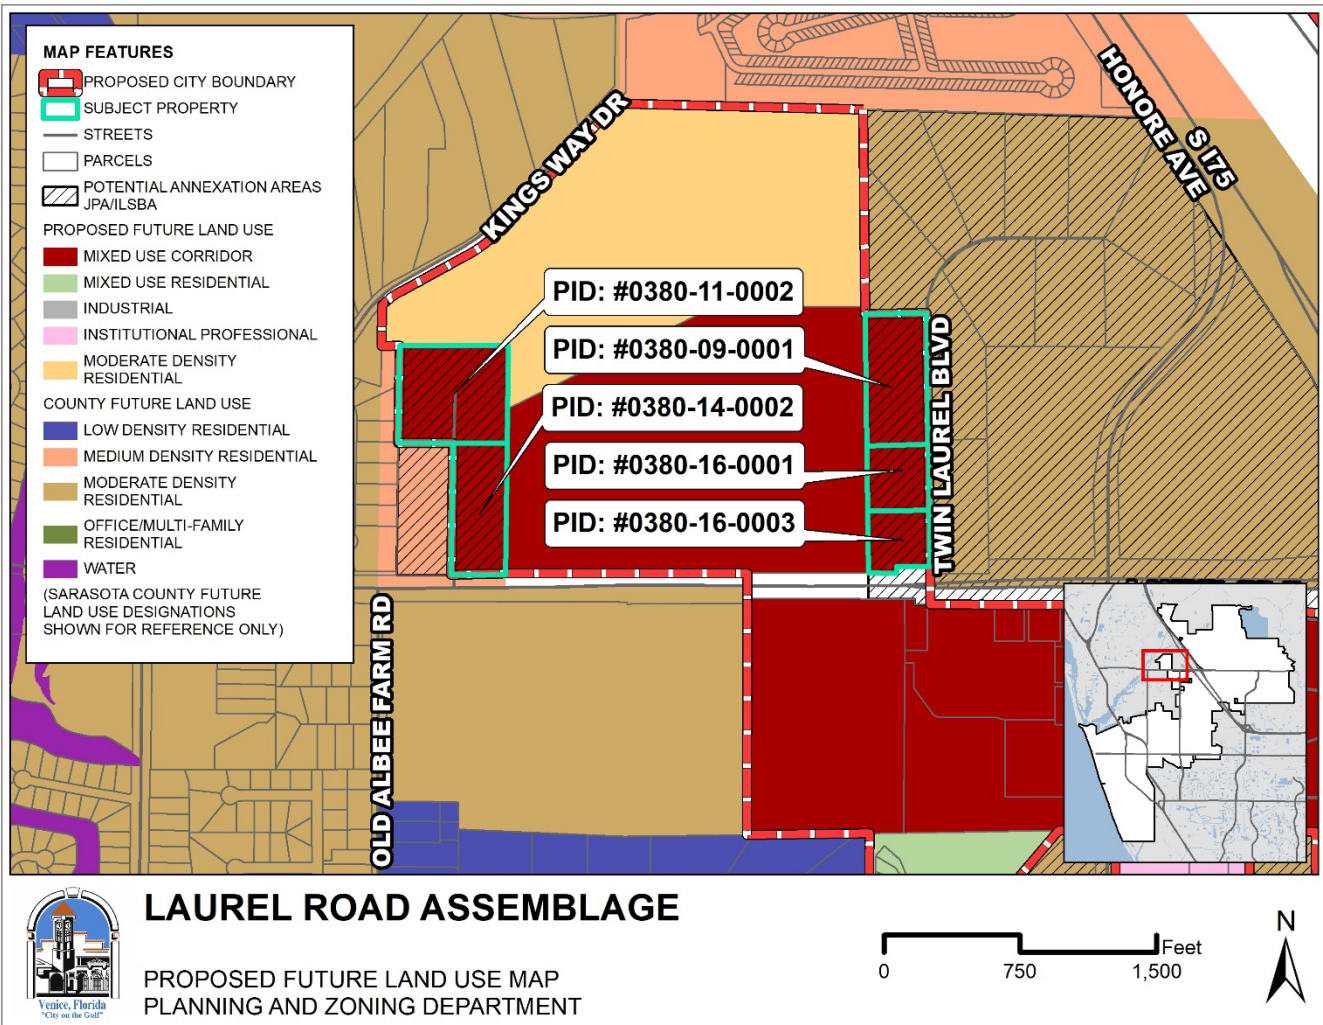 MAP FEATURES
PROPOSED CITY BOUNDARY
SUBJECT PROPERTY
STREETS
PARCELS
POTENTIAL ANNEXATION AREAS
JPA/ILSBA
PROPOSED FUTURE LAND USE
MIXED USE CORRIDOR
MIXED USE RESIDENTIAL
INDUSTRIAL
INSTITUTIONAL PROFESSIONAL
MODERATE DENSITY
RESIDENTIAL
COUNTY FUTURE LAND USE
LOW DENSITY RESIDENTIAL
MEDIUM DENSITY RESIDENTIAL
MODERATE DENSITY
RESIDENTIAL
OFFICE/MULTI-FAMILY
RESIDENTIAL
WATER
(SARASOTA COUNTY FUTURE
LAND USE DESIGNATIONS
SHOWN FOR REFERENCE ONLY)
KINGS WAY DR
HONORE AVE
S I75
PID: #0380-11-0002
PID: #0380-09-0001
PID: #0380-14-0002
PID: #0380-16-0001
PID: #0380-16-0003
TWIN LAUREL BLVD
OLD ALBEE FARM RD
Venice, Florida
"City on the Gulf"
LAUREL ROAD ASSEMBLAGE
PROPOSED FUTURE LAND USE MAP
PLANNING AND ZONING DEPARTMENT
Feet
0 750 1,500
N